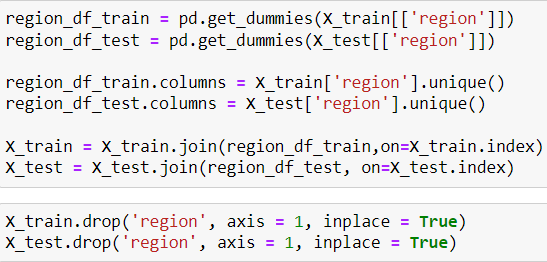 region_df_train = pd.get_dummies(X_train[['region']])
region_df_test = pd.get_dummies(X_test[['region']])
region_df_train.columns = X_train['region'].unique()
region_df_test.columns = X_test['region'].unique()
X_train = X_train.join(region_df_train,on=X_train.index)
X_test = X_test.join(region_df_test, on=X_test.index)
X_train.drop('region', axis = 1, inplace = True)
X_test.drop('region', axis = 1, inplace = True)